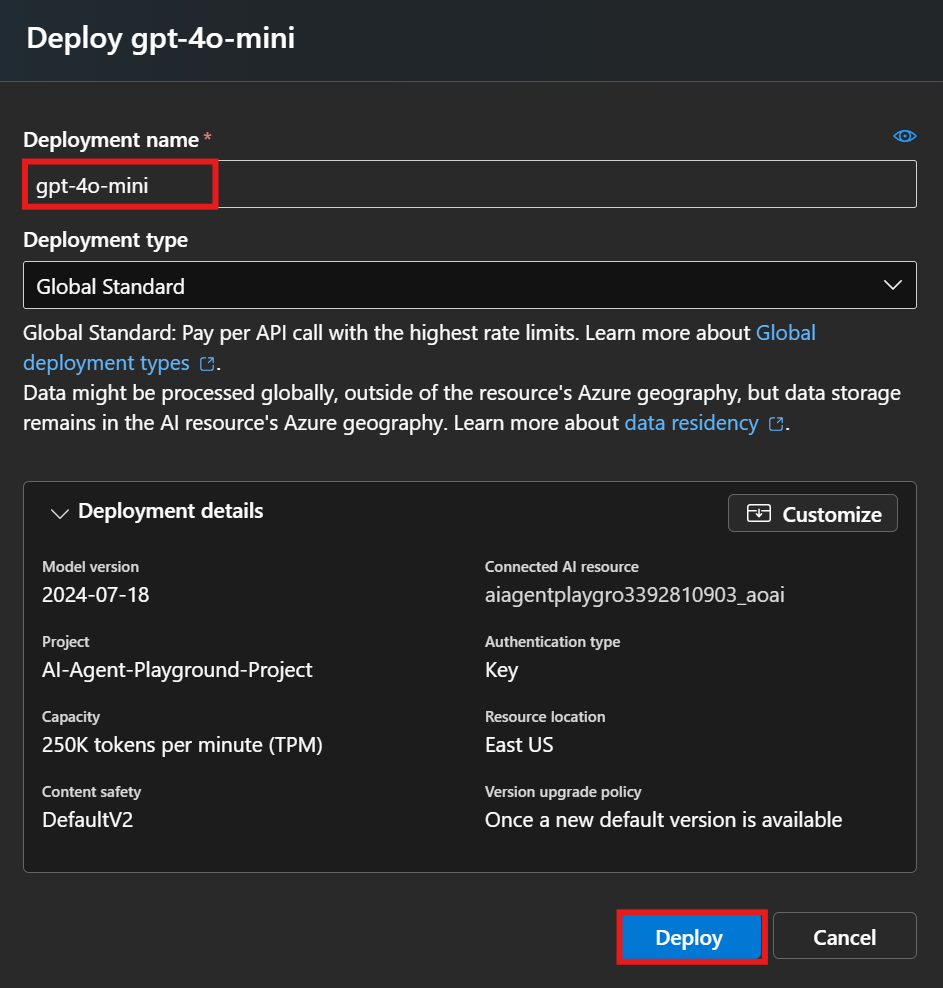 Deploy gpt-4o-mini
Deployment name *
gpt-4o-mini
Deployment type
Global Standard
Global Standard: Pay per API call with the highest rate limits. Learn more about Global
deployment types .
Data might be processed globally, outside of the resource's Azure geography, but data storage
remains in the AI resource's Azure geography. Learn more about data residency .
Deployment details
Customize
Model version
2024-07-18
Connected AI resource
aiagentplaygro3392810903_aoai
Project
AI-Agent-Playground-Project
Authentication type
Key
Capacity
250K tokens per minute (TPM)
Resource location
East US
Content safety
DefaultV2
Version upgrade policy
Once a new default version is available
Deploy
Cancel